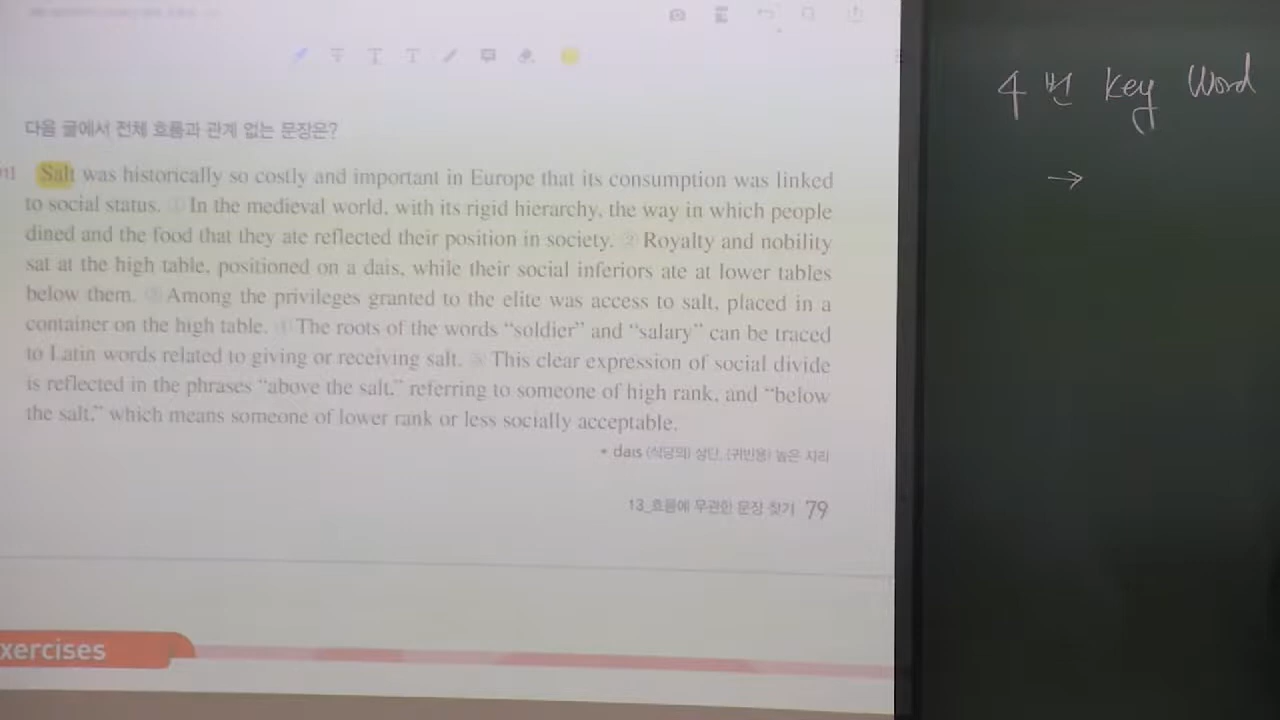 다음 글에서 전체 흐름과 관계 없는 문장은?
Salt was historically so costly and important in Europe that its consumption was linked
to social status. ① In the medieval world, with its rigid hierarchy, the way in which people
dined and the food that they ate reflected their position in society. ② Royalty and nobility
sat at the high table, positioned on a dais, while their social inferiors ate at lower tables
below them. ③ Among the privileges granted to the elite was access to salt, placed in a
container on the high table. ④ The roots of the words “soldier” and “salary” can be traced
to Latin words related to giving or receiving salt. ⑤ This clear expression of social divide
is reflected in the phrases “above the salt,” referring to someone of high rank, and “below
the salt,” which means someone of lower rank or less socially acceptable.
* dais (식당의) 상단, (귀빈용) 높은 자리
13_흐름에 무관한 문장 찾기 79
xercises
4번 Key Word
→